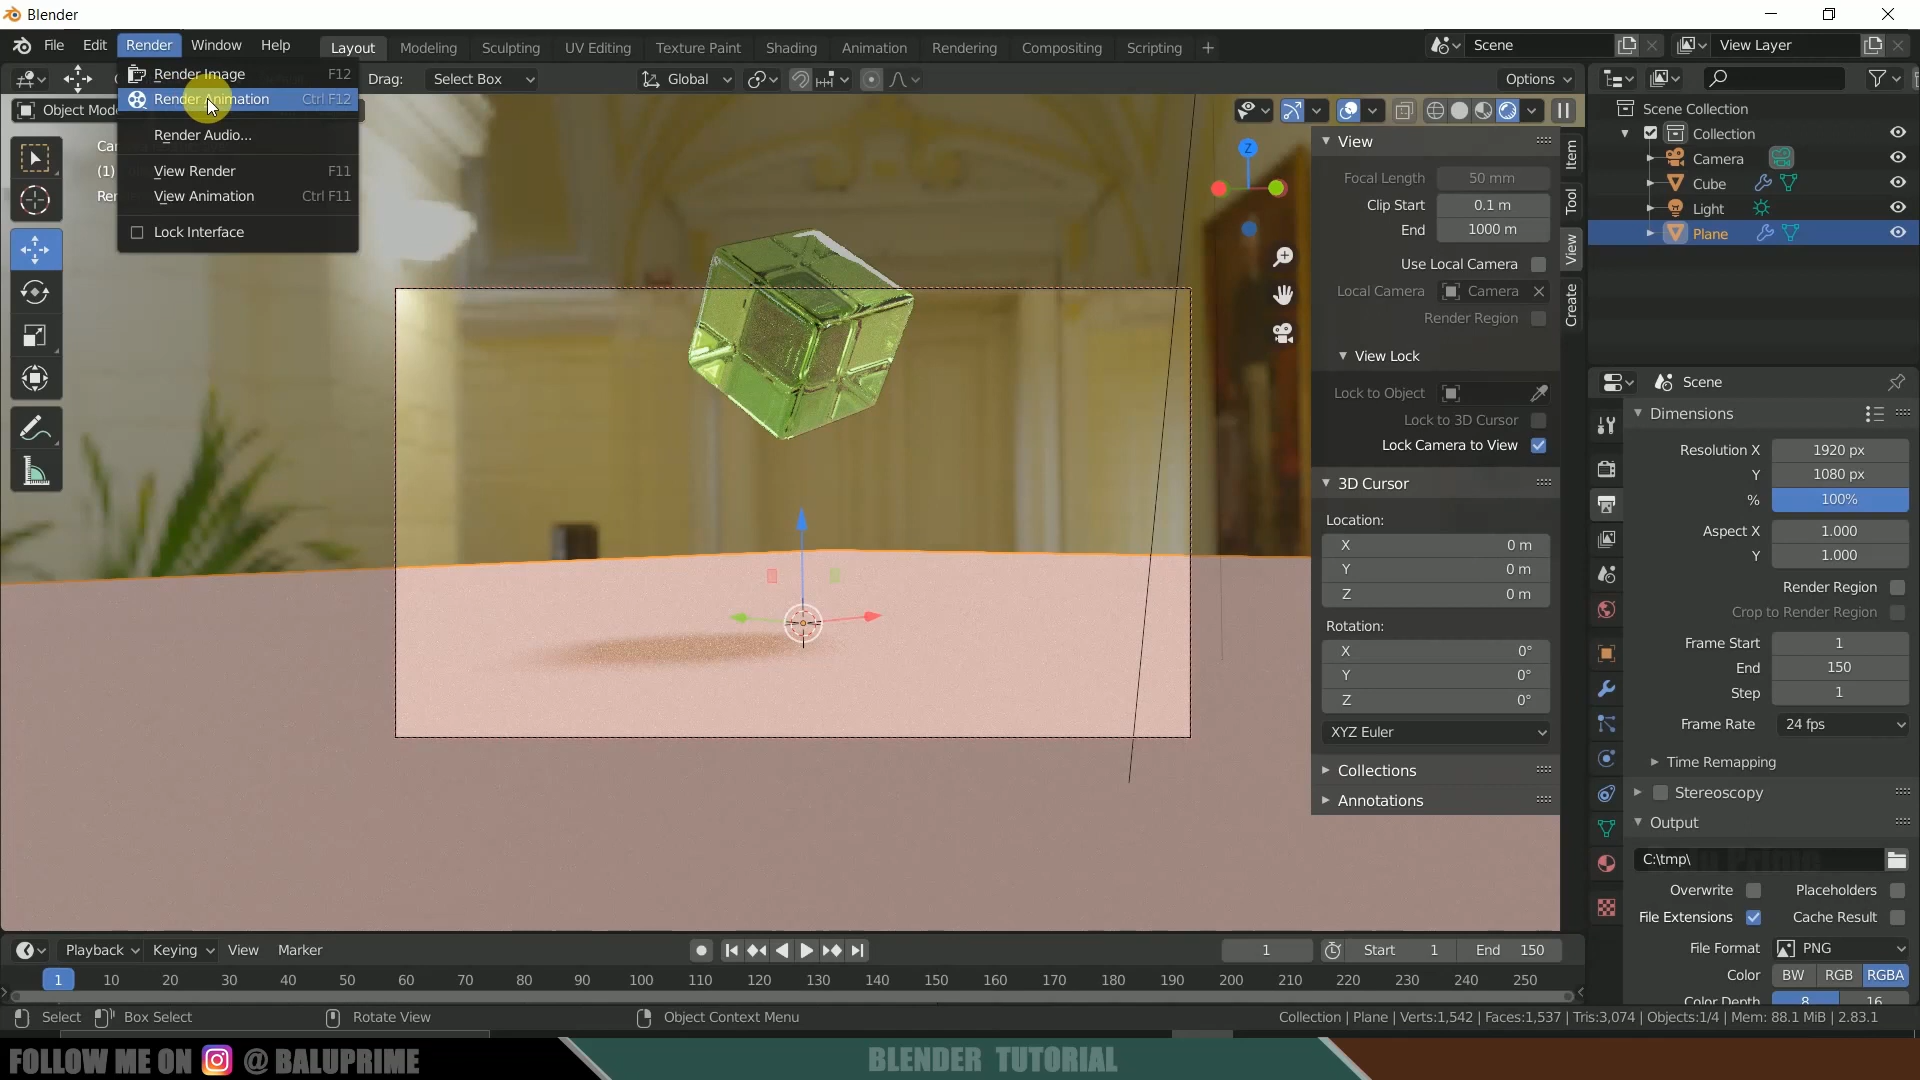 Blender
File Edit Render Window Help
Layout Modeling Sculpting UV Editing Texture Paint Shading Animation Rendering Compositing Scripting +
Scene
View Layer
Render Image F12
Render Animation Ctrl F12
Render Audio...
View Render F11
View Animation Ctrl F11
Lock Interface
Drag: Select Box
Global
Options
Object Mod
(1)
View
Focal Length 50 mm
Clip Start 0.1 m
End 1000 m
Use Local Camera
Local Camera Camera
Render Region
View Lock
Lock to Object
Lock to 3D Cursor
Lock Camera to View
3D Cursor
Location:
X 0 m
Y 0 m
Z 0 m
Rotation:
X 0°
Y 0°
Z 0°
XYZ Euler
Collections
Annotations
Item
Tool
View
Create
Z
Scene Collection
Collection
Camera
Cube
Light
Plane
Scene
Dimensions
Resolution X 1920 px
Y 1080 px
% 100%
Aspect X 1.000
Y 1.000
Render Region
Crop to Render Region
Frame Start 1
End 150
Step 1
Frame Rate 24 fps
Time Remapping
Stereoscopy
Output
C:\tmp\
Overwrite Placeholders
File Extensions Cache Result
File Format PNG
Color BW RGB RGBA
Color Depth 8 16
Playback Keying View Marker
1 Start 1 End 150
1 10 20 30 40 50 60 70 80 90 100 110 120 130 140 150 160 170 180 190 200 210 220 230 240 250
Select Box Select Rotate View Object Context Menu
Collection | Plane | Verts:1,542 | Faces:1,537 | Tris:3,074 | Objects:1/4 | Mem: 88.1 MiB | 2.83.1
FOLLOW ME ON @ BALUPRIME
BLENDER TUTORIAL